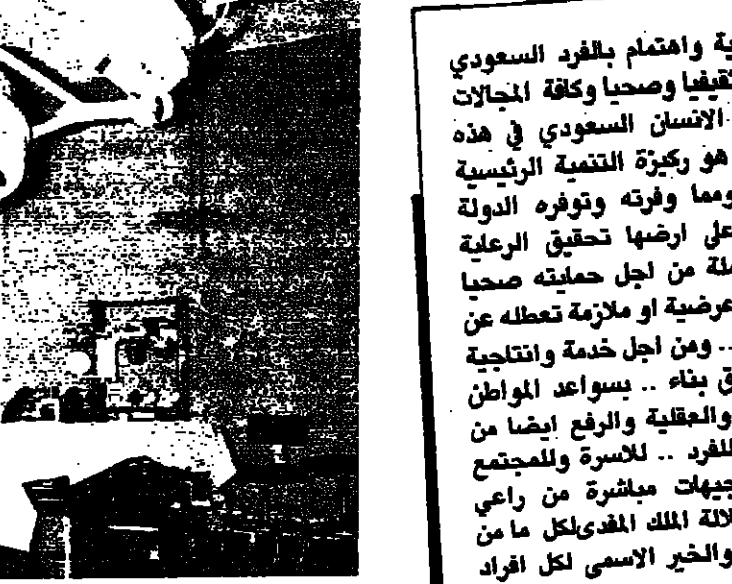 ية واهتمام بالفرد السعودي
تقيفيا وصحيا وكافة المجالات
الانسان السعودي في هذه
هو ركيزة التنمية الرئيسية
ومما وفرته وتوفره الدولة
على ارضها تحقيق الرعاية
ملة من اجل حمايته صحيا
عرضية او ملازمة تعطله عن
.. ومن اجل خدمة وانتاجية
ق بناء .. بسواعد المواطن
والعقلية والرفع ايضا من
للفرد .. للاسرة وللمجتمع
جيهات مباشرة من راعي
لالة الملك المفدى لكل ما من
والخير الاسمى لكل افراد